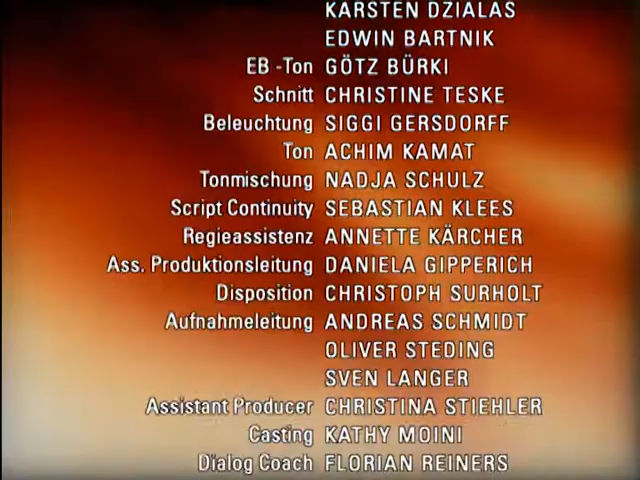 KARSTEN DZIALAS
EDWIN BARTNIK
EB -Ton GÖTZ BÜRKI
Schnitt CHRISTINE TESKE
Beleuchtung SIGGI GERSDORFF
Ton ACHIM KAMAT
Tonmischung NADJA SCHULZ
Script Continuity SEBASTIAN KLEES
Regieassistenz ANNETTE KÄRCHER
Ass. Produktionsleitung DANIELA GIPPERICH
Disposition CHRISTOPH SURHOLT
Aufnahmeleitung ANDREAS SCHMIDT
OLIVER STEDING
SVEN LANGER
Assistant Producer CHRISTINA STIEHLER
Casting KATHY MOINI
Dialog Coach FLORIAN REINERS